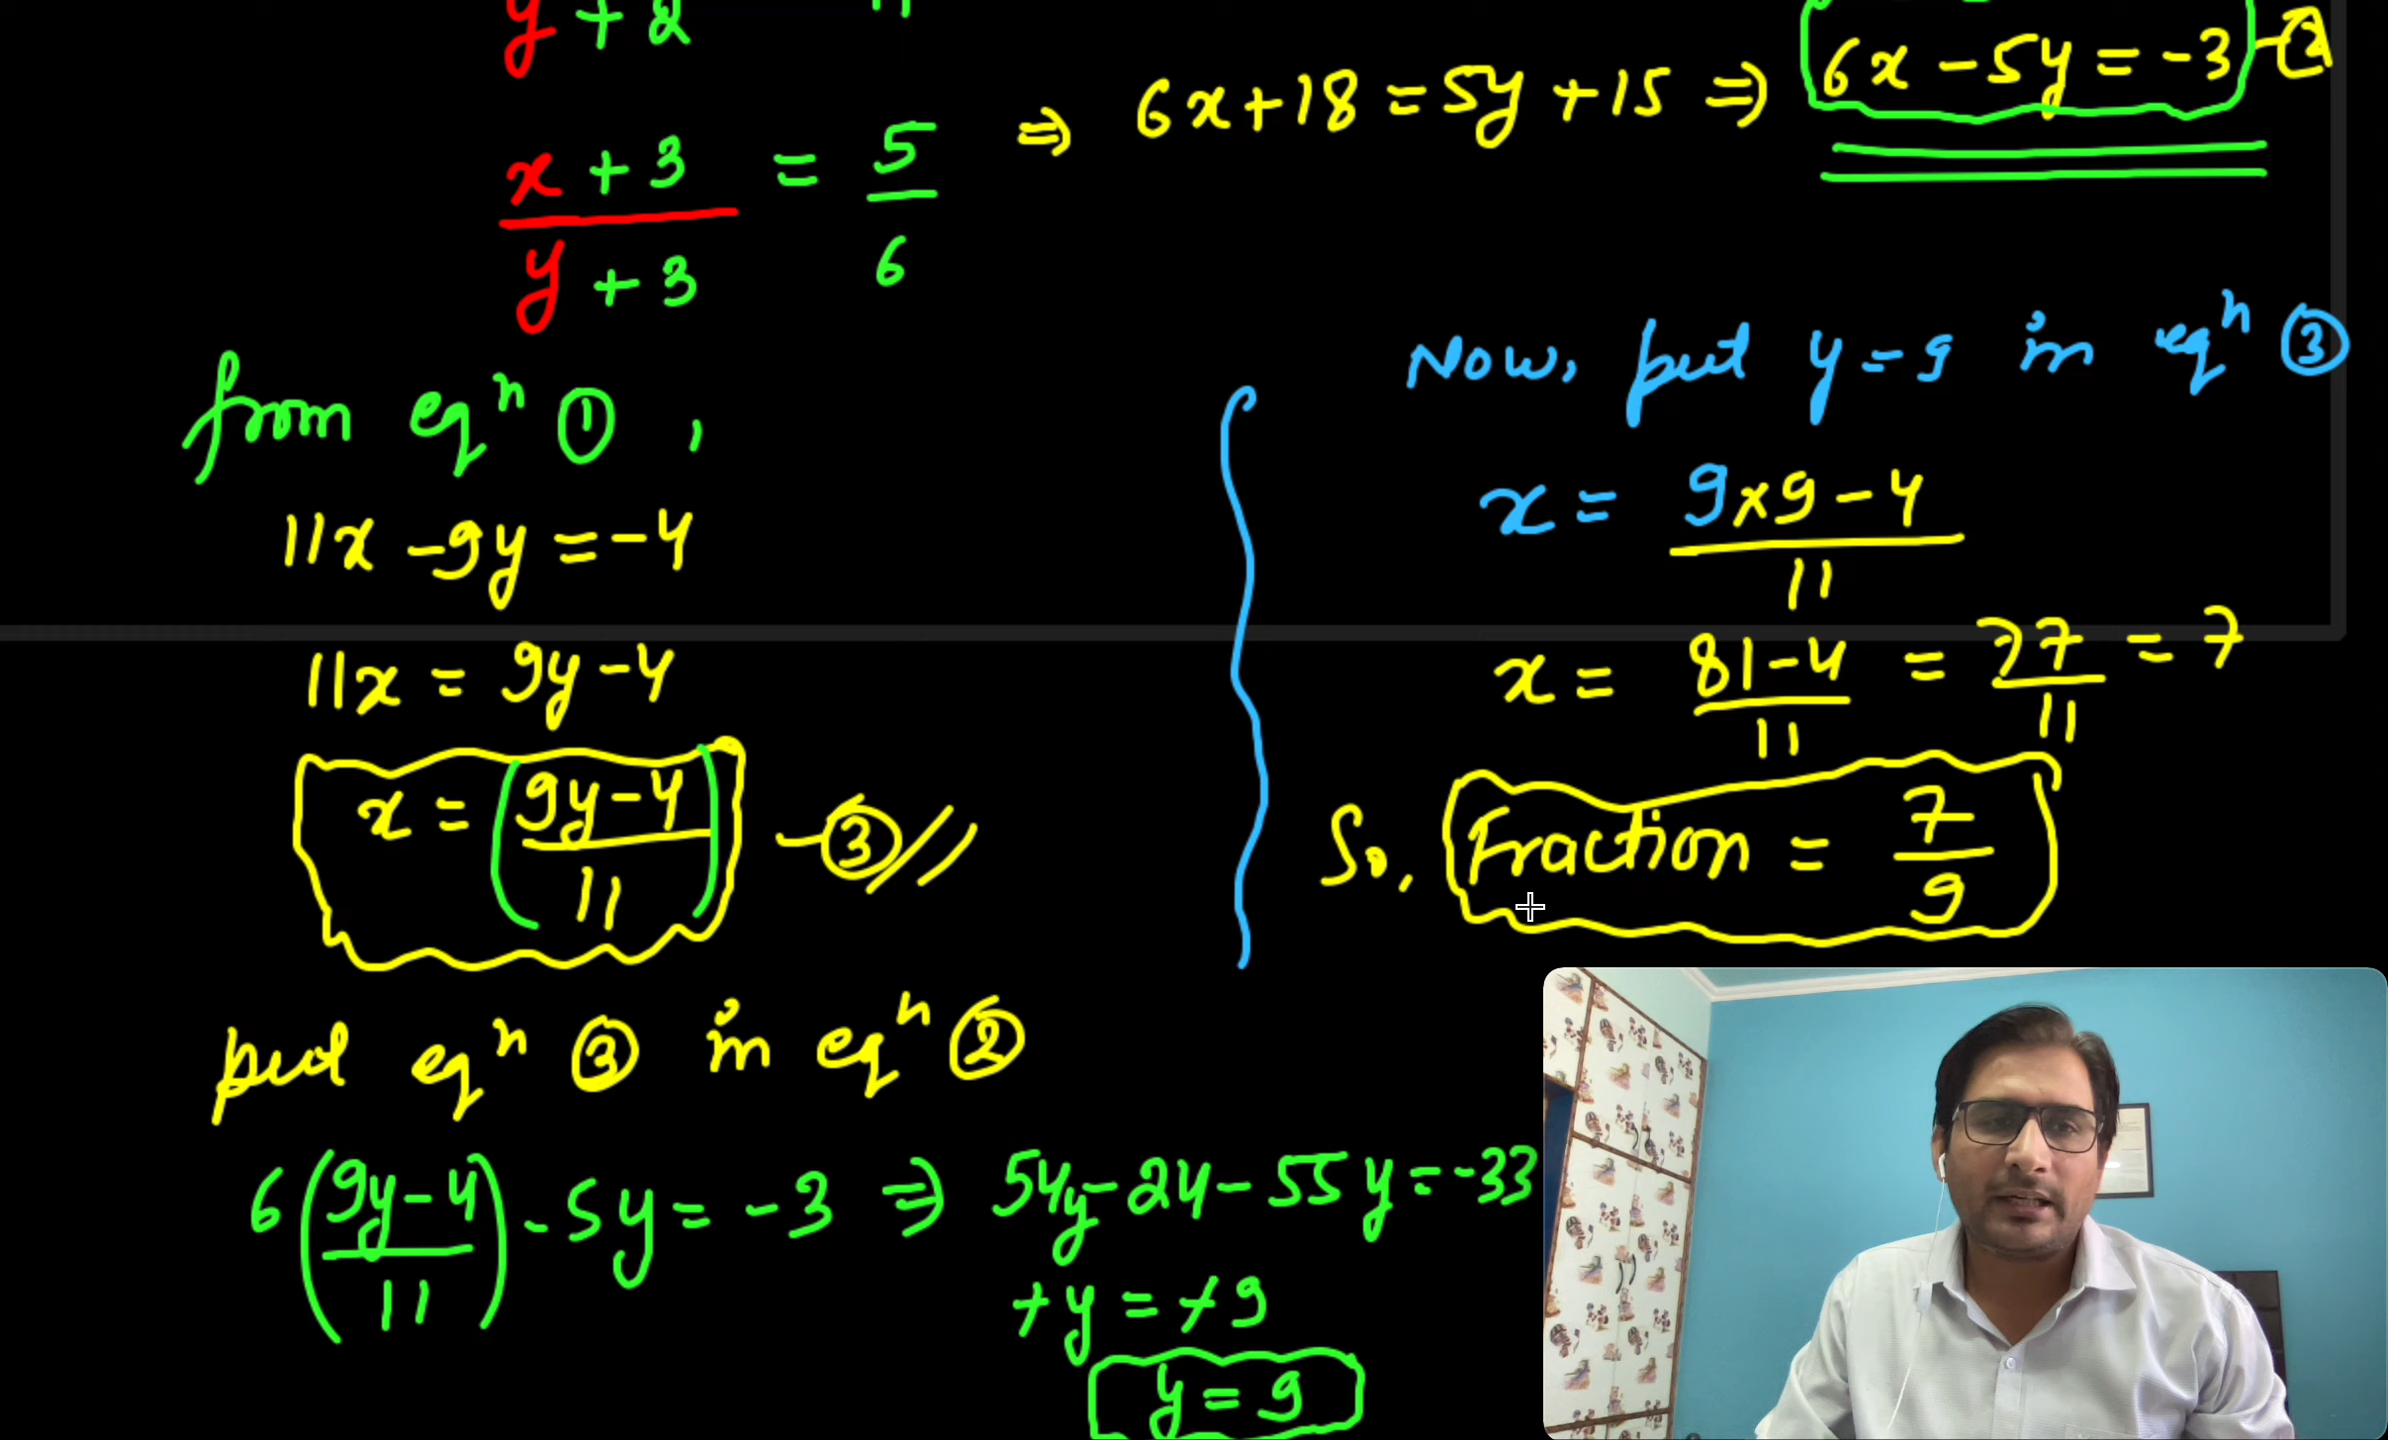 y + 2
x + 3 / y + 3 = 5 / 6 ⇒ 6x + 18 = 5y + 15 ⇒ 6x - 5y = -3 - 2
from eqⁿ ①,
11x - 9y = -4
11x = 9y - 4
x = (9y - 4 / 11) - ③
put eqⁿ ③ in eqⁿ ②
6(9y - 4 / 11) - 5y = -3 ⇒ 54y - 24 - 55y = -33
+y = +9
y = 9
Now, put y = 9 in eqⁿ ③
x = 9 × 9 - 4 / 11
x = 81 - 4 / 11 = 77 / 11 = 7
So, Fraction = 7 / 9